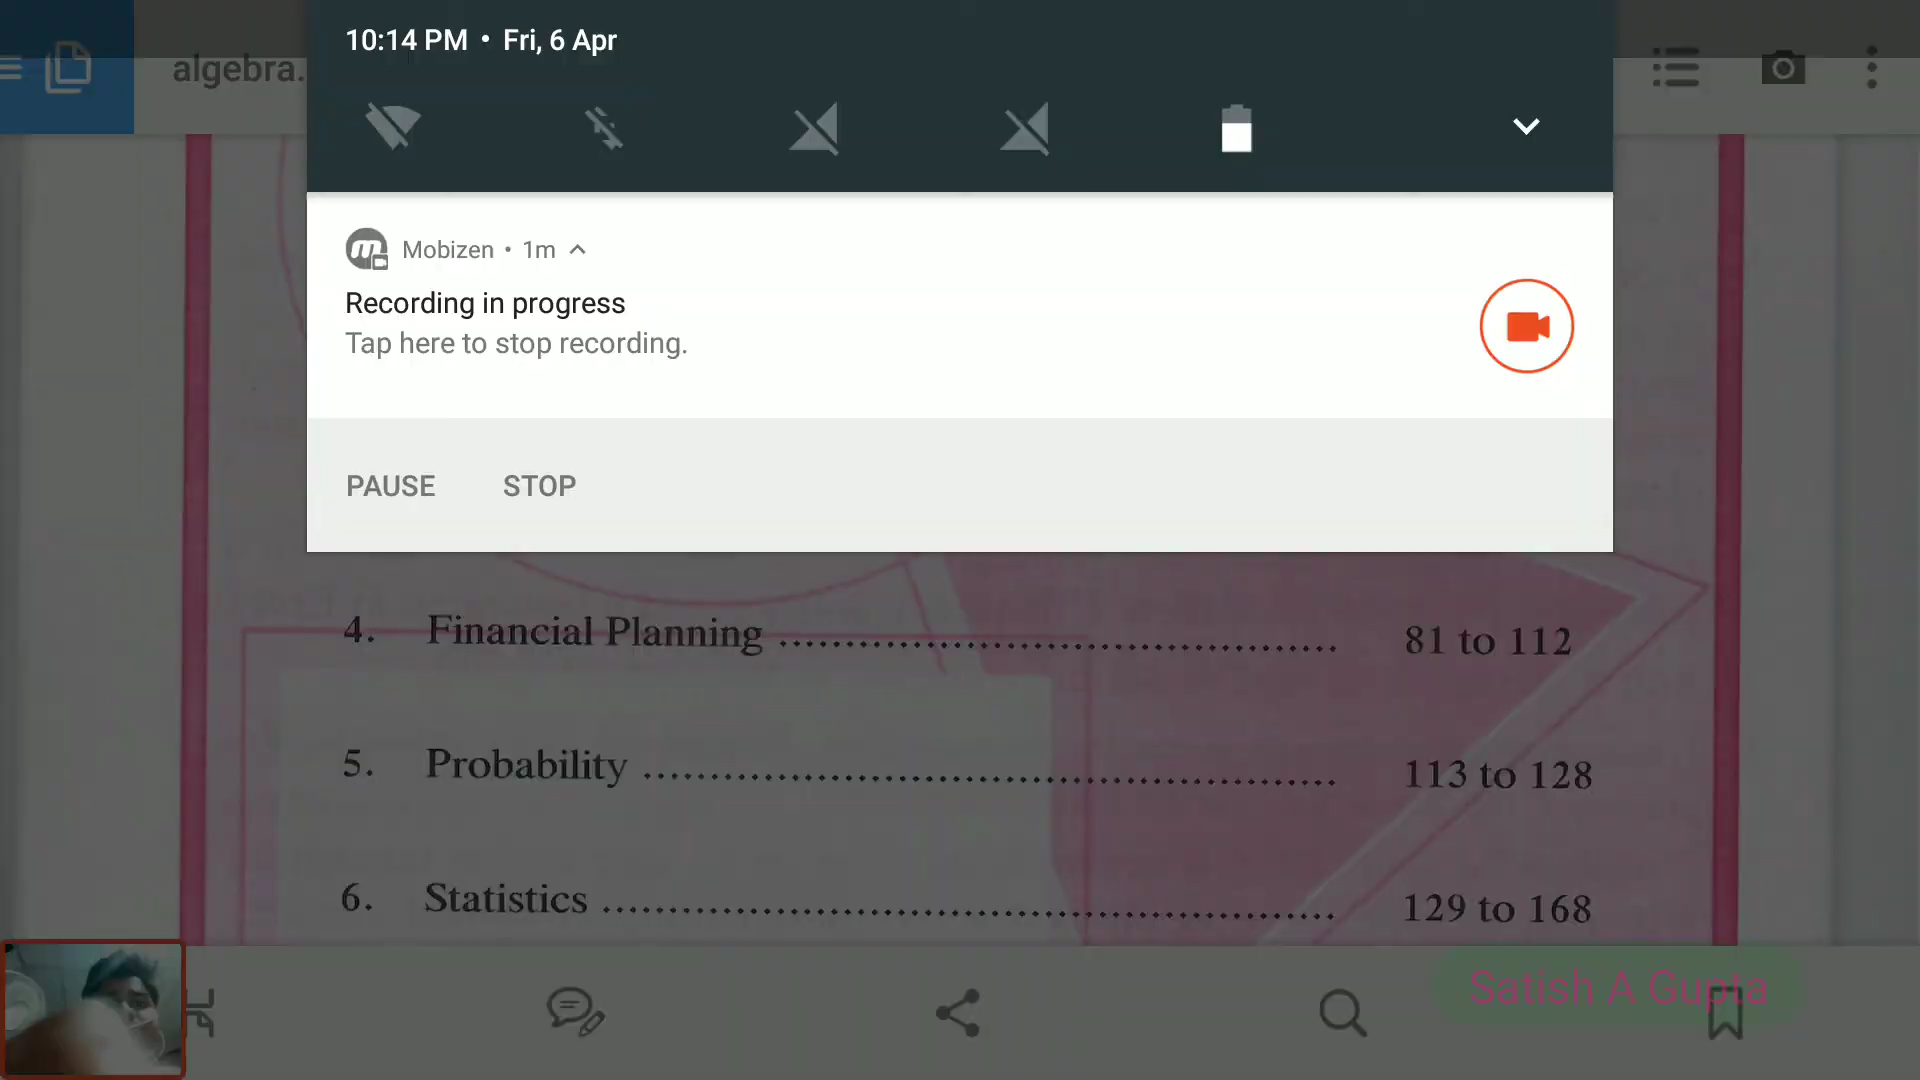 10:14 PM • Fri, 6 Apr
algebra.
Mobizen • 1m
Recording in progress
Tap here to stop recording.
PAUSE STOP
4. Financial Planning ........................................ 81 to 112
5. Probability ................................................... 113 to 128
6. Statistics ...................................................... 129 to 168
Satish A Gupta